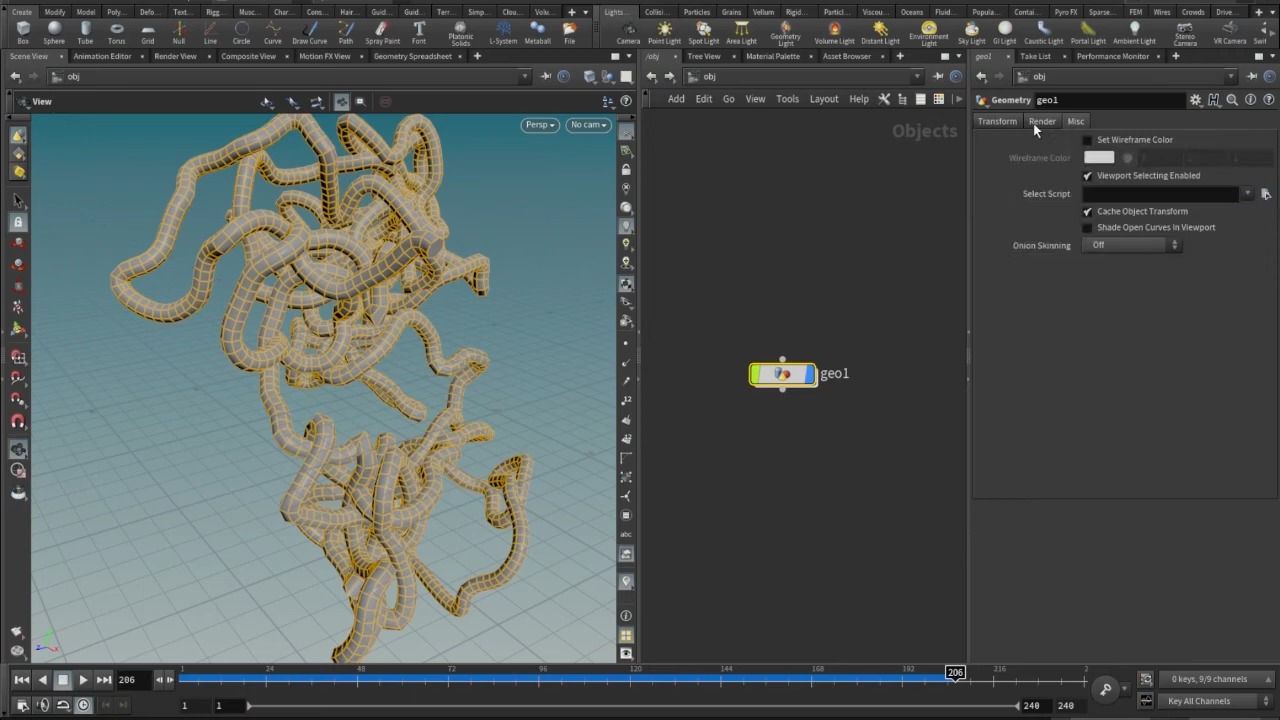 Create Modify Model Poly... Defo... Text... Rigg... Musc... Char... Cons... Hair... Guid... Guid... Terr... Simp... Clou... Volu... Lights... Collisi... Particles Grains Vellum Rigid... Particl... Viscou... Oceans Fluid... Popula... Contai... Pyro FX Sparse... FEM Wires Crowds Drive...
Box Sphere Tube Torus Grid Null Line Circle Curve Draw Curve Path Spray Paint Font Platonic Solids L-System Metaball File Camera Point Light Spot Light Area Light Geometry Light Volume Light Distant Light Environment Light Sky Light GI Light Caustic Light Portal Light Ambient Light Stereo Camera VR Camera Swit
Scene View Animation Editor Render View Composite View Motion FX View Geometry Spreadsheet /obj Tree View Material Palette Asset Browser geo1 Take List Performance Monitor
obj obj obj
View Add Edit Go View Tools Layout Help Geometry geo1
Persp No cam Objects Transform Render Misc
Set Wireframe Color
Wireframe Color
Viewport Selecting Enabled
Select Script
Cache Object Transform
Shade Open Curves In Viewport
Onion Skinning Off
geo1
206 1 24 48 72 96 120 144 168 192 206 216 2 0 keys, 9/9 channels
1 1 240 240 Key All Channels